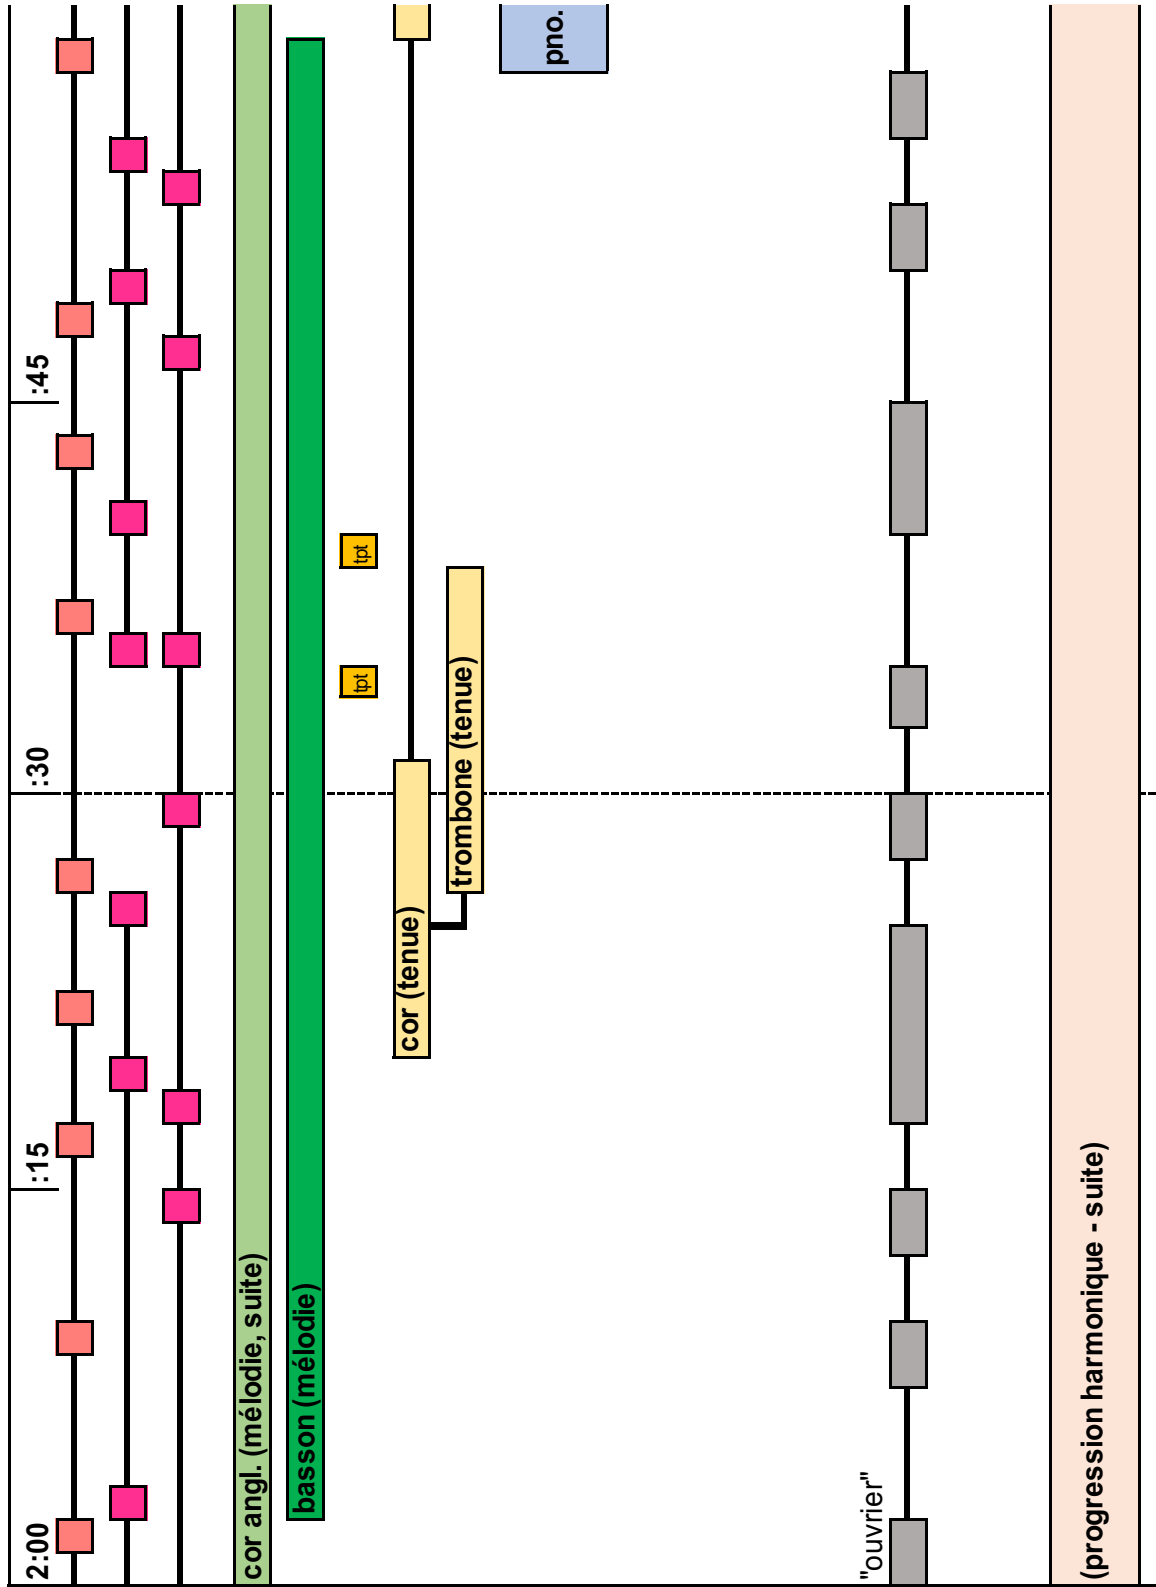 2:00
:15
:30
:45
cor angl. (mélodie, suite)
basson (mélodie)
tpt
tpt
cor (tenue)
trombone (tenue)
pno.
"ouvrier"
(progression harmonique - suite)